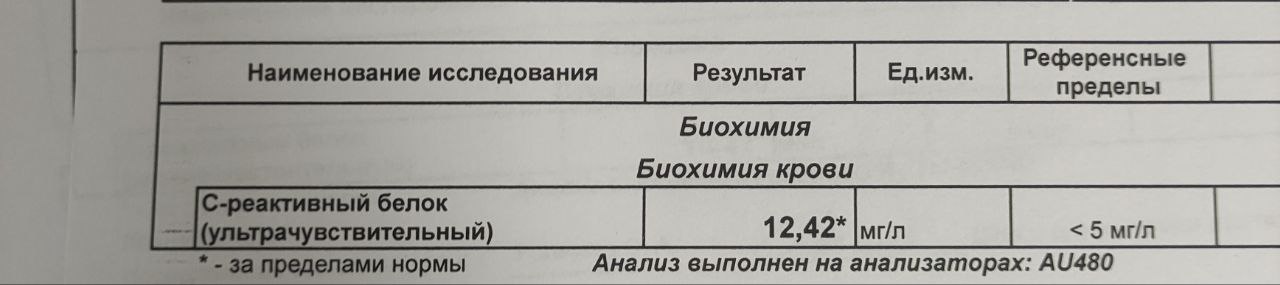 Наименование исследования Результат Ед.изм. Референсные пределы
Биохимия
Биохимия крови
С-реактивный белок
(ультрачувствительный) 12,42* мг/л < 5 мг/л
* - за пределами нормы Анализ выполнен на анализаторах: AU480